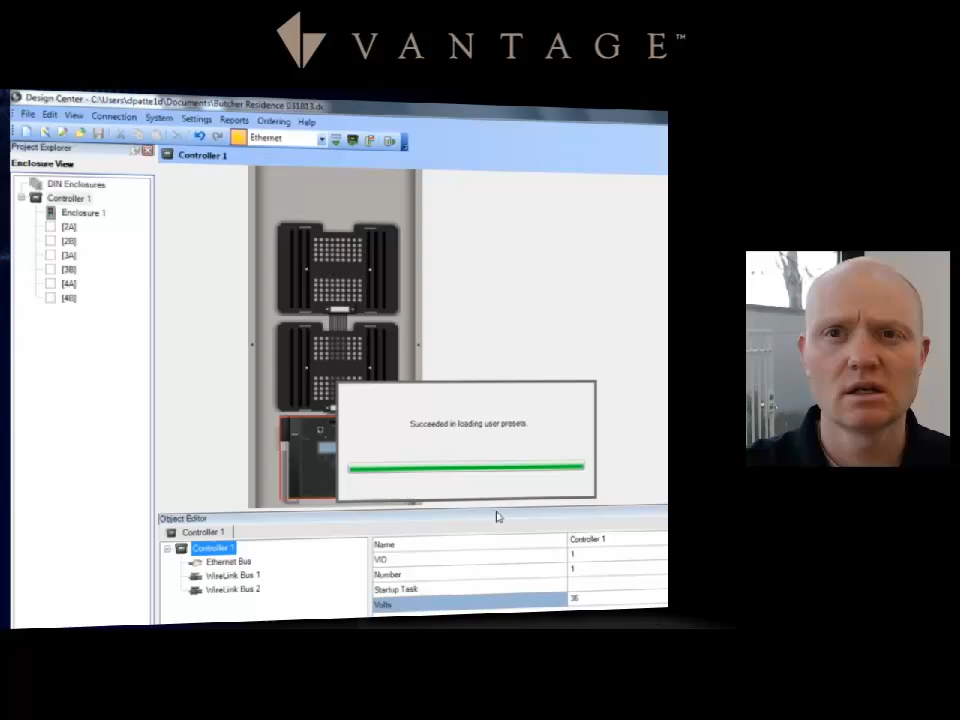 VANTAGE™
Design Center - C:\Users\dpatte1d\Documents\Butcher Residence 031813.dc
File Edit View Connection System Settings Reports Ordering Help
Ethernet
Project Explorer
Controller 1
Enclosure View
DIN Enclosures
Controller 1
Enclosure 1
[2A]
[2B]
[3A]
[3B]
[4A]
[4B]
Succeeded in loading user presets.
Object Editor
Controller 1
Controller 1
Ethernet Bus
WireLink Bus 1
WireLink Bus 2
Name Controller 1
VID 1
Number 1
Startup Task
Volts 36